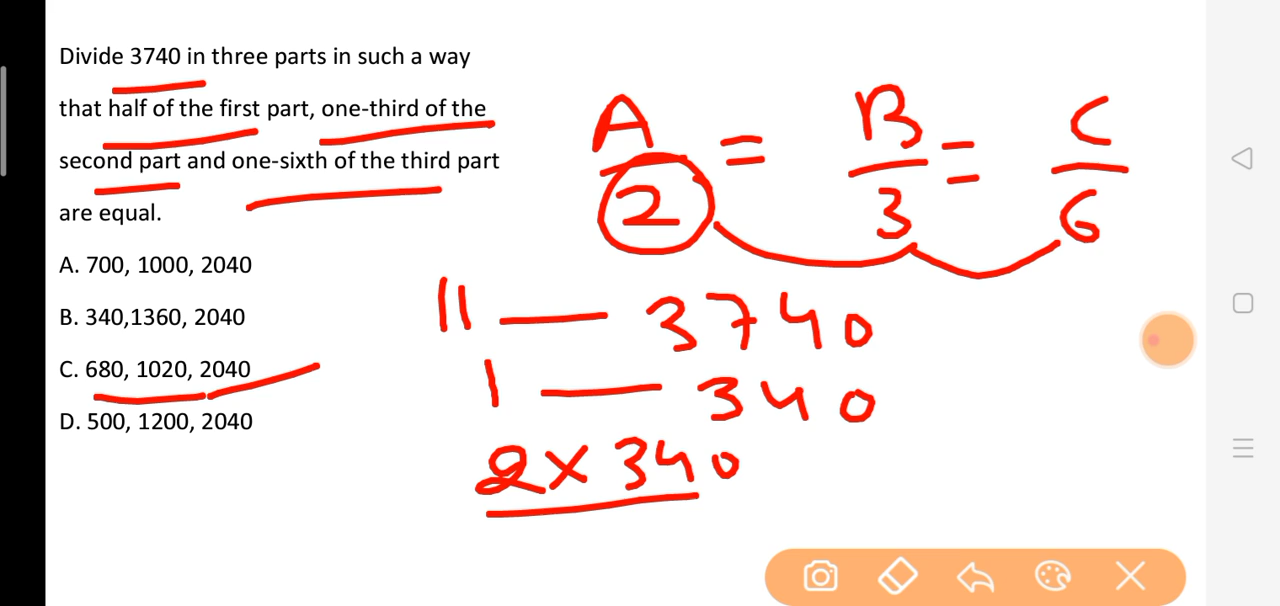 Divide 3740 in three parts in such a way
that half of the first part, one-third of the
second part and one-sixth of the third part
are equal.
A. 700, 1000, 2040
B. 340,1360, 2040
C. 680, 1020, 2040
D. 500, 1200, 2040
A/2 = B/3 = C/6
11 — 3740
1 — 340
2 × 340